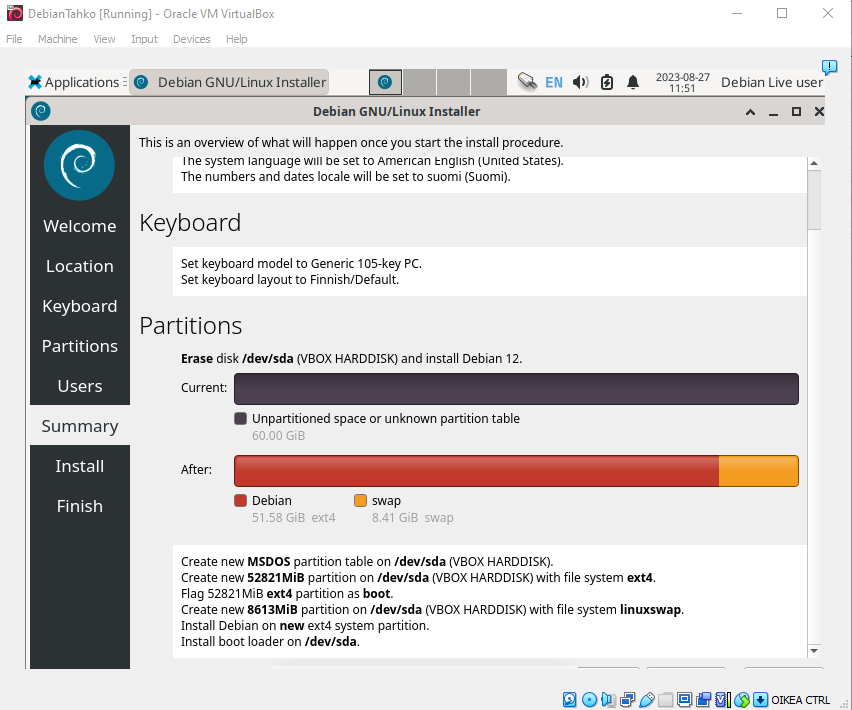 DebianTahko [Running] - Oracle VM VirtualBox
File Machine View Input Devices Help
Applications Debian GNU/Linux Installer EN 2023-08-27 11:51 Debian Live user
Debian GNU/Linux Installer
This is an overview of what will happen once you start the install procedure.
Welcome
Location
Keyboard
Partitions
Users
Summary
Install
Finish
The system language will be set to American English (United States).
The numbers and dates locale will be set to suomi (Suomi).
Keyboard
Set keyboard model to Generic 105-key PC.
Set keyboard layout to Finnish/Default.
Partitions
Erase disk /dev/sda (VBOX HARDDISK) and install Debian 12.
Current:
Unpartitioned space or unknown partition table
60.00 GiB
After:
Debian swap
51.58 GiB ext4 8.41 GiB swap
Create new MSDOS partition table on /dev/sda (VBOX HARDDISK).
Create new 52821MiB partition on /dev/sda (VBOX HARDDISK) with file system ext4.
Flag 52821MiB ext4 partition as boot.
Create new 8613MiB partition on /dev/sda (VBOX HARDDISK) with file system linuxswap.
Install Debian on new ext4 system partition.
Install boot loader on /dev/sda.
OIKEA CTRL